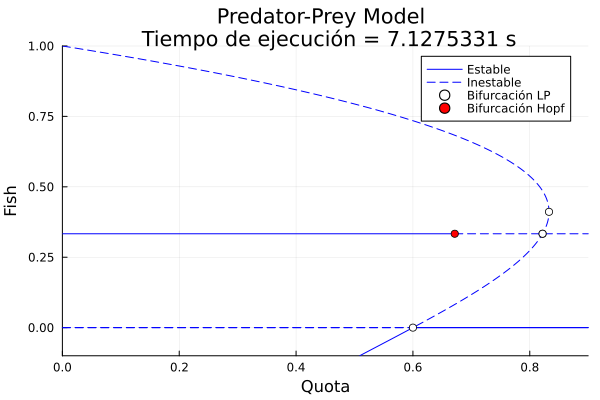 Predator-Prey Model
Tiempo de ejecución = 7.1275331 s
Estable
Inestable
Bifurcación LP
Bifurcación Hopf
1.00
0.75
0.50
0.25
0.00
Fish
0.0
0.2
0.4
0.6
0.8
Quota